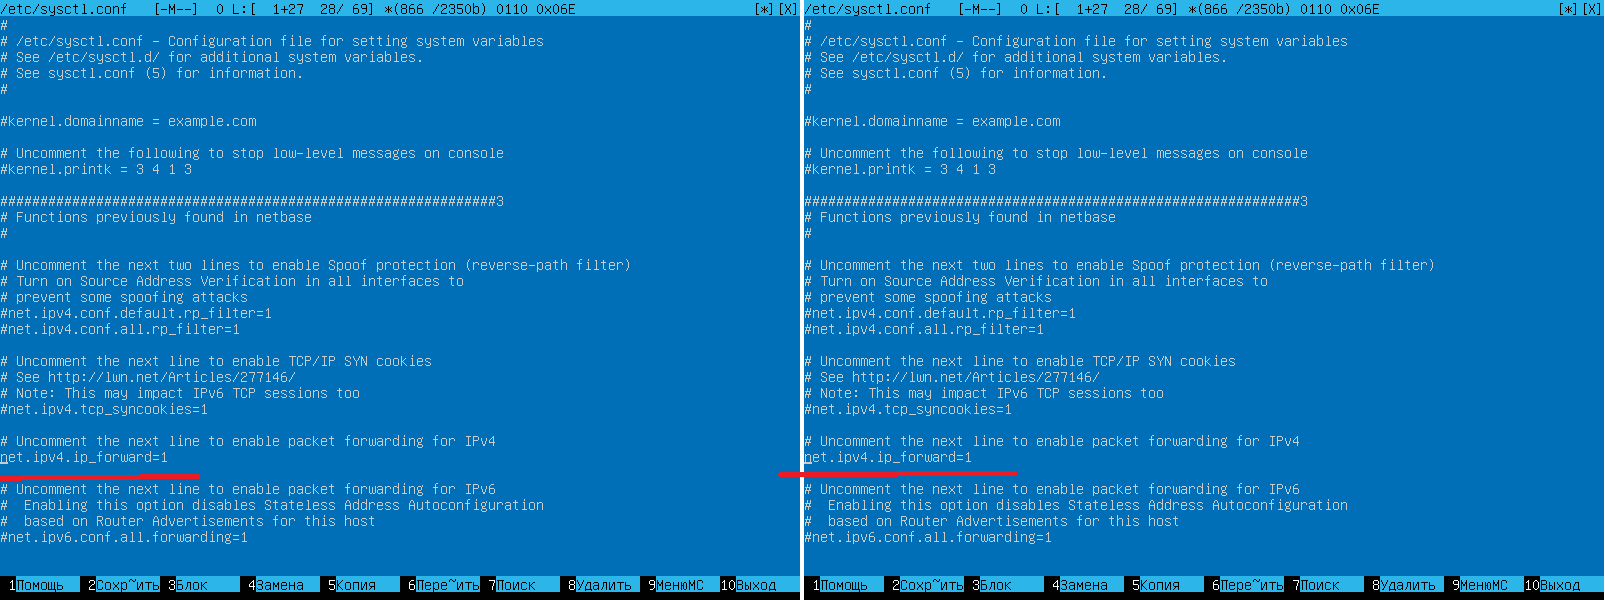 /etc/sysctl.conf   [-M--]  0 L:[  1+27  28/ 69] *(866 /2350b) 0110 0x06E [*][X]
#
# /etc/sysctl.conf – Configuration file for setting system variables
# See /etc/sysctl.d/ for additional system variables.
# See sysctl.conf (5) for information.
#
#kernel.domainname = example.com
# Uncomment the following to stop low-level messages on console
#kernel.printk = 3 4 1 3
##############################################################3
# Functions previously found in netbase
#
# Uncomment the next two lines to enable Spoof protection (reverse-path filter)
# Turn on Source Address Verification in all interfaces to
# prevent some spoofing attacks
#net.ipv4.conf.default.rp_filter=1
#net.ipv4.conf.all.rp_filter=1
# Uncomment the next line to enable TCP/IP SYN cookies
# See http://lwn.net/Articles/277146/
# Note: This may impact IPv6 TCP sessions too
#net.ipv4.tcp_syncookies=1
# Uncomment the next line to enable packet forwarding for IPv4
net.ipv4.ip_forward=1
# Uncomment the next line to enable packet forwarding for IPv6
#  Enabling this option disables Stateless Address Autoconfiguration
#  based on Router Advertisements for this host
#net.ipv6.conf.all.forwarding=1
1Помощь 2Сохр~ить 3Блок 4Замена 5Копия 6Пере~ить 7Поиск 8Удалить 9МенюMC 10Выход
/etc/sysctl.conf   [-M--]  0 L:[  1+27  28/ 69] *(866 /2350b) 0110 0x06E [*][X]
#
# /etc/sysctl.conf – Configuration file for setting system variables
# See /etc/sysctl.d/ for additional system variables.
# See sysctl.conf (5) for information.
#
#kernel.domainname = example.com
# Uncomment the following to stop low-level messages on console
#kernel.printk = 3 4 1 3
##############################################################3
# Functions previously found in netbase
#
# Uncomment the next two lines to enable Spoof protection (reverse-path filter)
# Turn on Source Address Verification in all interfaces to
# prevent some spoofing attacks
#net.ipv4.conf.default.rp_filter=1
#net.ipv4.conf.all.rp_filter=1
# Uncomment the next line to enable TCP/IP SYN cookies
# See http://lwn.net/Articles/277146/
# Note: This may impact IPv6 TCP sessions too
#net.ipv4.tcp_syncookies=1
# Uncomment the next line to enable packet forwarding for IPv4
net.ipv4.ip_forward=1
# Uncomment the next line to enable packet forwarding for IPv6
#  Enabling this option disables Stateless Address Autoconfiguration
#  based on Router Advertisements for this host
#net.ipv6.conf.all.forwarding=1
1Помощь 2Сохр~ить 3Блок 4Замена 5Копия 6Пере~ить 7Поиск 8Удалить 9МенюMC 10Выход